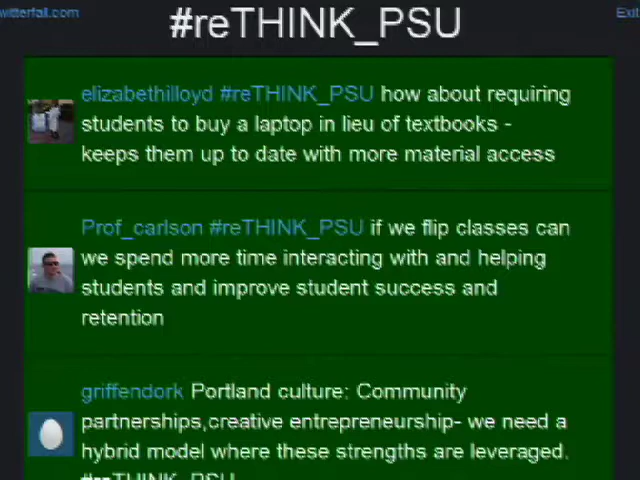 witterfall.com
#reTHINK_PSU
Exit
elizabethilloyd #reTHINK_PSU how about requiring
students to buy a laptop in lieu of textbooks -
keeps them up to date with more material access
Prof_carlson #reTHINK_PSU if we flip classes can
we spend more time interacting with and helping
students and improve student success and
retention
griffendork Portland culture: Community
partnerships,creative entrepreneurship- we need a
hybrid model where these strengths are leveraged.
#reTHINK_PSU